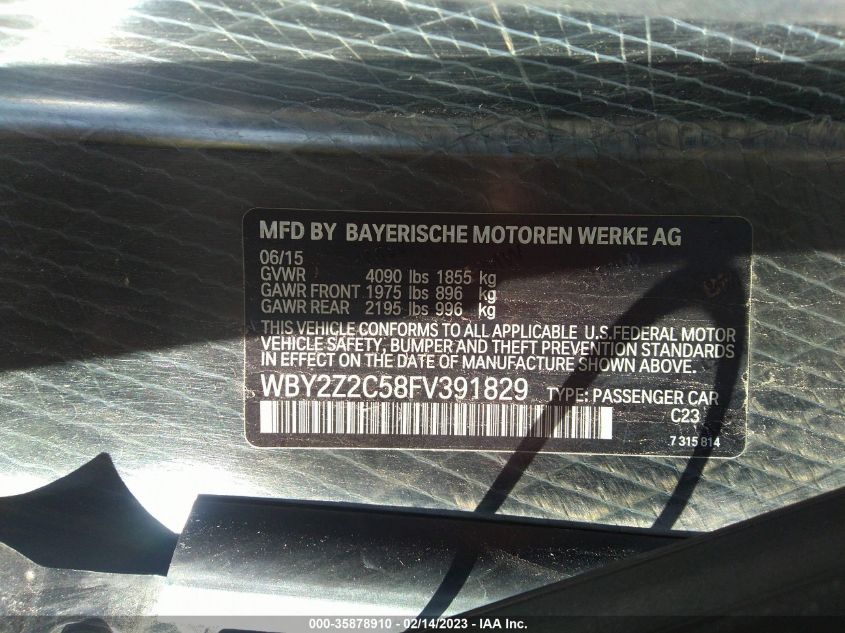 MFD BY BAYERISCHE MOTOREN WERKE AG
06/15
GVWR 4090 lbs 1855 kg
GAWR FRONT 1975 lbs 896 kg
GAWR REAR 2195 lbs 996 kg
THIS VEHICLE CONFORMS TO ALL APPLICABLE U.S.FEDERAL MOTOR
VEHICLE SAFETY, BUMPER AND THEFT PREVENTION STANDARDS
IN EFFECT ON THE DATE OF MANUFACTURE SHOWN ABOVE.
WBY2Z2C58FV391829 TYPE: PASSENGER CAR
C23
7 315 814
000-35878910 - 02/14/2023 - IAA Inc.